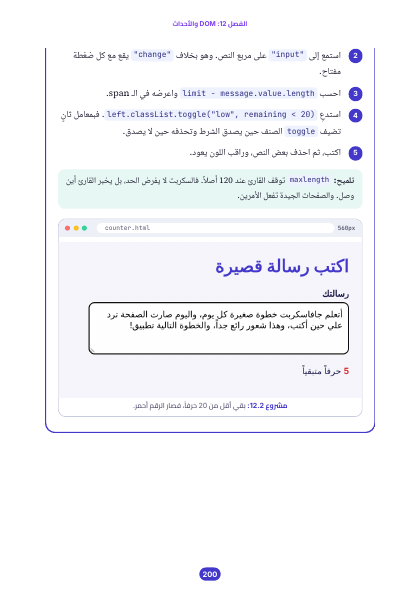 الفصل 12: DOM والأحداث
2 استمع إلى "input" على مربع النص. وهو بخلاف "change" يقع مع كل ضغطة
مفتاح.
3 احسب limit - message.value.length واعرضه في الـ span.
4 استدعِ left.classList.toggle("low", remaining < 20). فبمعامل ثانٍ
تضيف toggle الصنف حين يصدق الشرط وتحذفه حين لا يصدق.
5 اكتب، ثم احذف بعض النص، وراقب اللون يعود.
تلميح: maxlength توقف القارئ عند 120 أصلاً. فالسكربت لا يفرض الحد، بل يخبر القارئ أين
وصل. والصفحات الجيدة تفعل الأمرين.
counter.html 560px
اكتب رسالة قصيرة
رسالتك
أتعلم جافاسكربت خطوة صغيرة كل يوم، واليوم صارت الصفحة ترد
علي حين أكتب، وهذا شعور رائع جداً، والخطوة التالية تطبيق!
5 حرفاً متبقياً
مشروع 12.2: بقي أقل من 20 حرفاً، فصار الرقم أحمر.
200